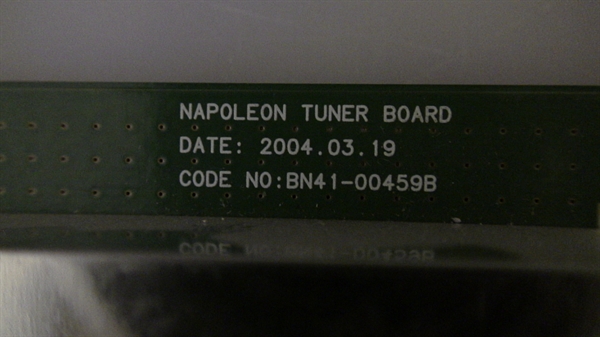 NAPOLEON TUNER BOARD
DATE: 2004.03.19
CODE NO:BN41-00459B